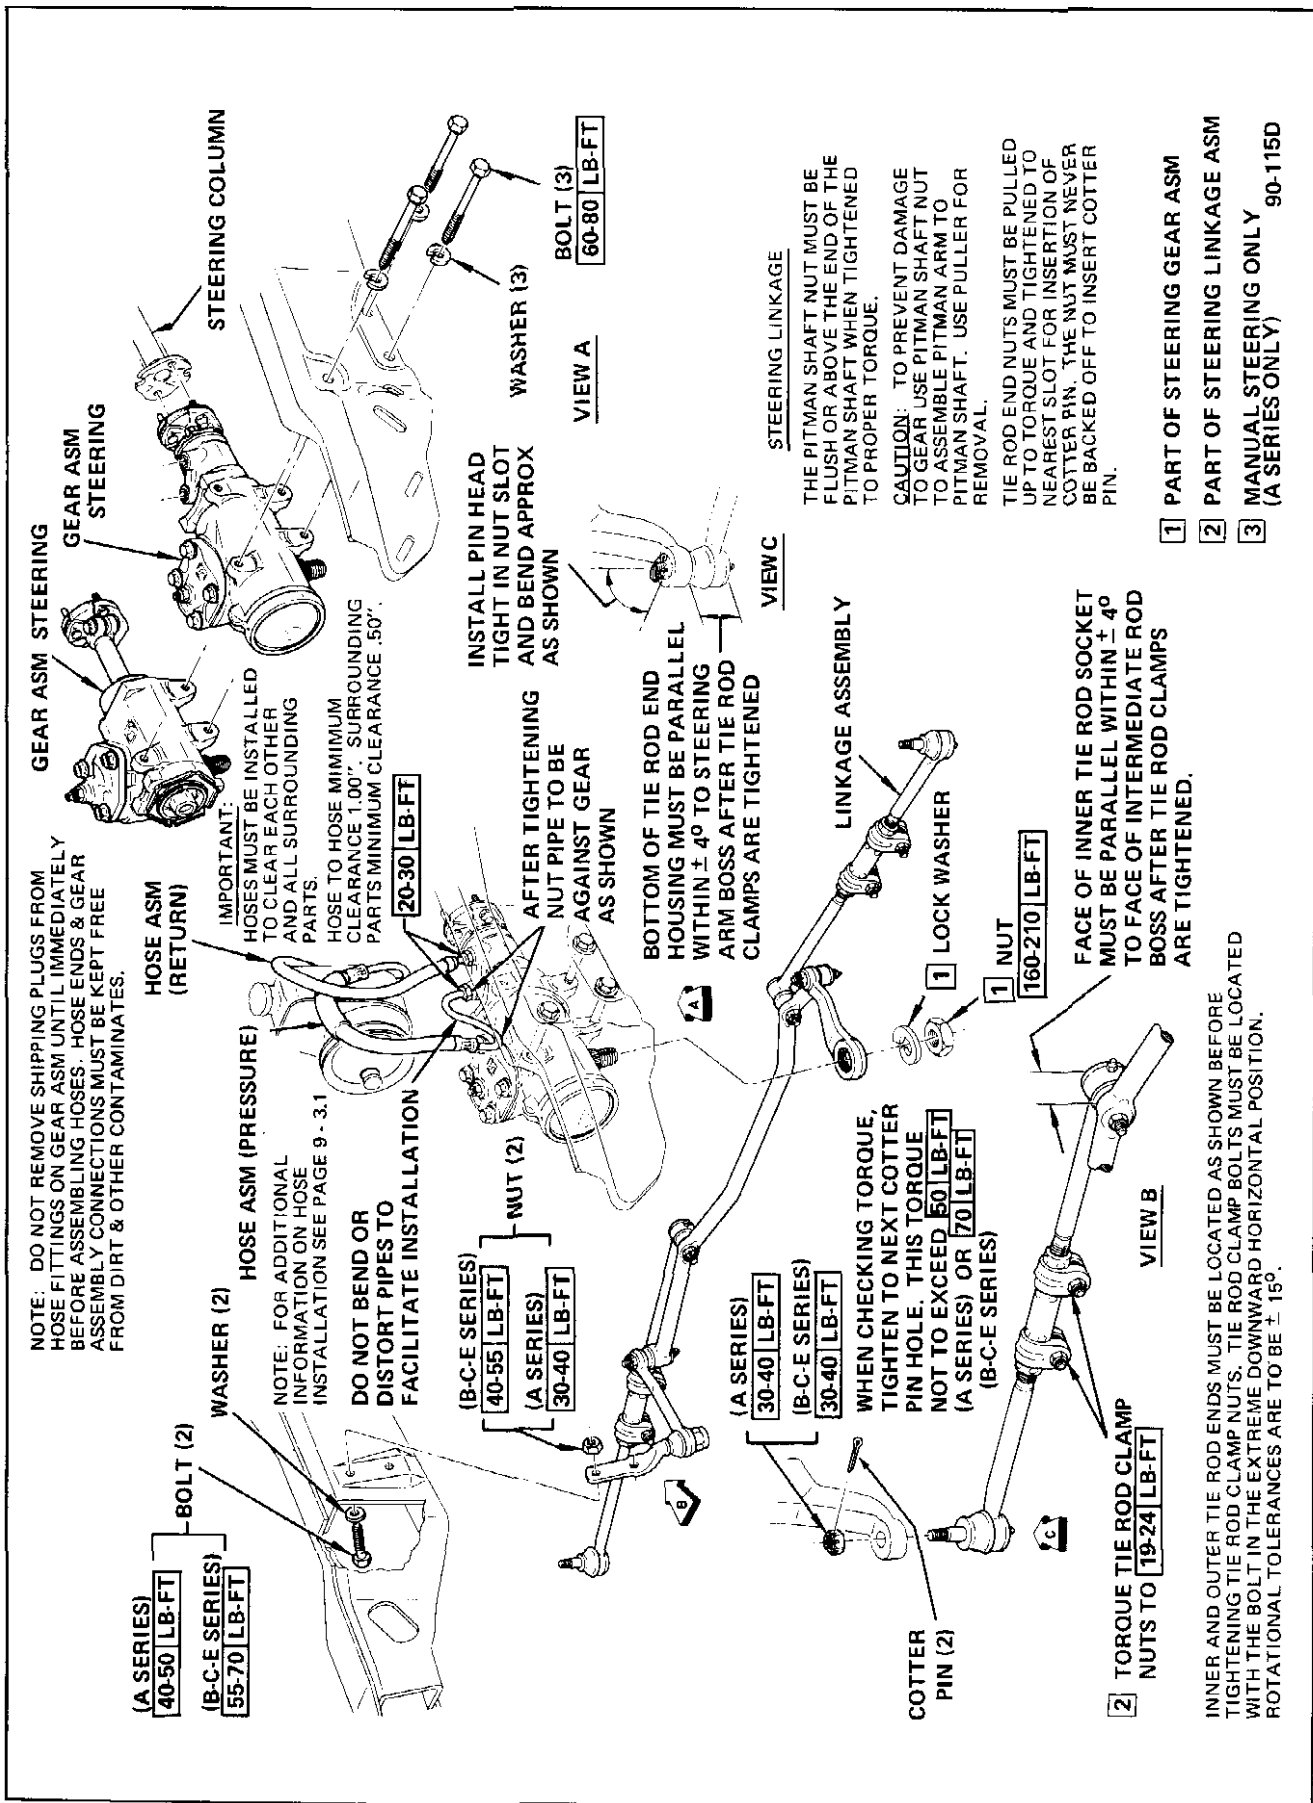 NOTE: DO NOT REMOVE SHIPPING PLUGS FROM
HOSE FITTINGS ON GEAR ASM UNTIL IMMEDIATELY
BEFORE ASSEMBLING HOSES. HOSE ENDS & GEAR
ASSEMBLY CONNECTIONS MUST BE KEPT FREE
FROM DIRT & OTHER CONTAMINATES.
GEAR ASM STEERING
GEAR ASM
STEERING
STEERING COLUMN
(A SERIES)
40-50 LB-FT
(B-C-E SERIES)
55-70 LB-FT
BOLT (2)
WASHER (2)
HOSE ASM (PRESSURE)
HOSE ASM
(RETURN)
IMPORTANT:
HOSES MUST BE INSTALLED
TO CLEAR EACH OTHER
AND ALL SURROUNDING
PARTS.
HOSE TO HOSE MIMIMUM
CLEARANCE 1.00". SURROUNDING
PARTS MINIMUM CLEARANCE .50".
20-30 LB-FT
BOLT (3)
60-80 LB-FT
WASHER (3)
VIEW A
NOTE: FOR ADDITIONAL
INFORMATION ON HOSE
INSTALLATION SEE PAGE 9 - 3.1
DO NOT BEND OR
DISTORT PIPES TO
FACILITATE INSTALLATION
AFTER TIGHTENING
NUT PIPE TO BE
AGAINST GEAR
AS SHOWN
INSTALL PIN HEAD
TIGHT IN NUT SLOT
AND BEND APPROX
AS SHOWN
(B-C-E SERIES)
40-55 LB-FT
(A SERIES)
30-40 LB-FT
NUT (2)
A
BOTTOM OF TIE ROD END
HOUSING MUST BE PARALLEL
WITHIN ± 4° TO STEERING
ARM BOSS AFTER TIE ROD
CLAMPS ARE TIGHTENED
VIEW C
STEERING LINKAGE
THE PITMAN SHAFT NUT MUST BE
FLUSH OR ABOVE THE END OF THE
PITMAN SHAFT WHEN TIGHTENED
TO PROPER TORQUE.
CAUTION: TO PREVENT DAMAGE
TO GEAR USE PITMAN SHAFT NUT
TO ASSEMBLE PITMAN ARM TO
PITMAN SHAFT. USE PULLER FOR
REMOVAL.
TIE ROD END NUTS MUST BE PULLED
UP TO TORQUE AND TIGHTENED TO
NEAREST SLOT FOR INSERTION OF
COTTER PIN. THE NUT MUST NEVER
BE BACKED OFF TO INSERT COTTER
PIN.
B
(A SERIES)
30-40 LB-FT
(B-C-E SERIES)
30-40 LB-FT
WHEN CHECKING TORQUE,
TIGHTEN TO NEXT COTTER
PIN HOLE. THIS TORQUE
NOT TO EXCEED 50 LB-FT
(A SERIES) OR 70 LB-FT
(B-C-E SERIES)
LINKAGE ASSEMBLY
1 LOCK WASHER
1 NUT
160-210 LB-FT
COTTER
PIN (2)
C
VIEW B
FACE OF INNER TIE ROD SOCKET
MUST BE PARALLEL WITHIN ± 4°
TO FACE OF INTERMEDIATE ROD
BOSS AFTER TIE ROD CLAMPS
ARE TIGHTENED.
2 TORQUE TIE ROD CLAMP
NUTS TO 19-24 LB-FT
INNER AND OUTER TIE ROD ENDS MUST BE LOCATED AS SHOWN BEFORE
TIGHTENING TIE ROD CLAMP NUTS. TIE ROD CLAMP BOLTS MUST BE LOCATED
WITH THE BOLT IN THE EXTREME DOWNWARD HORIZONTAL POSITION.
ROTATIONAL TOLERANCES ARE TO BE ± 15°.
1 PART OF STEERING GEAR ASM
2 PART OF STEERING LINKAGE ASM
3 MANUAL STEERING ONLY
(A SERIES ONLY)
90-115D